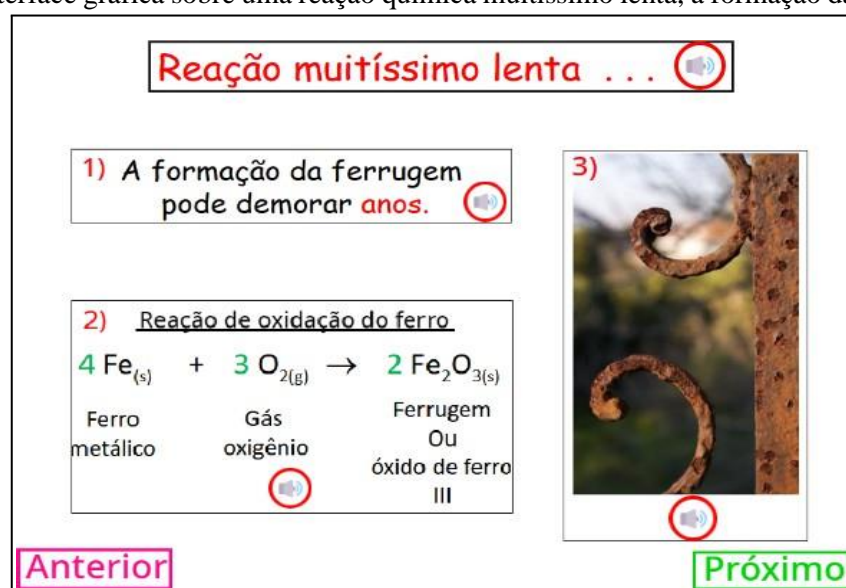 Reação muitíssimo lenta . . .
1) A formação da ferrugem
pode demorar anos.
2) Reação de oxidação do ferro
4 Fe(s) + 3 O2(g) → 2 Fe2O3(s)
Ferro
metálico
Gás
oxigênio
Ferrugem
Ou
óxido de ferro
III
3)
Anterior
Próximo